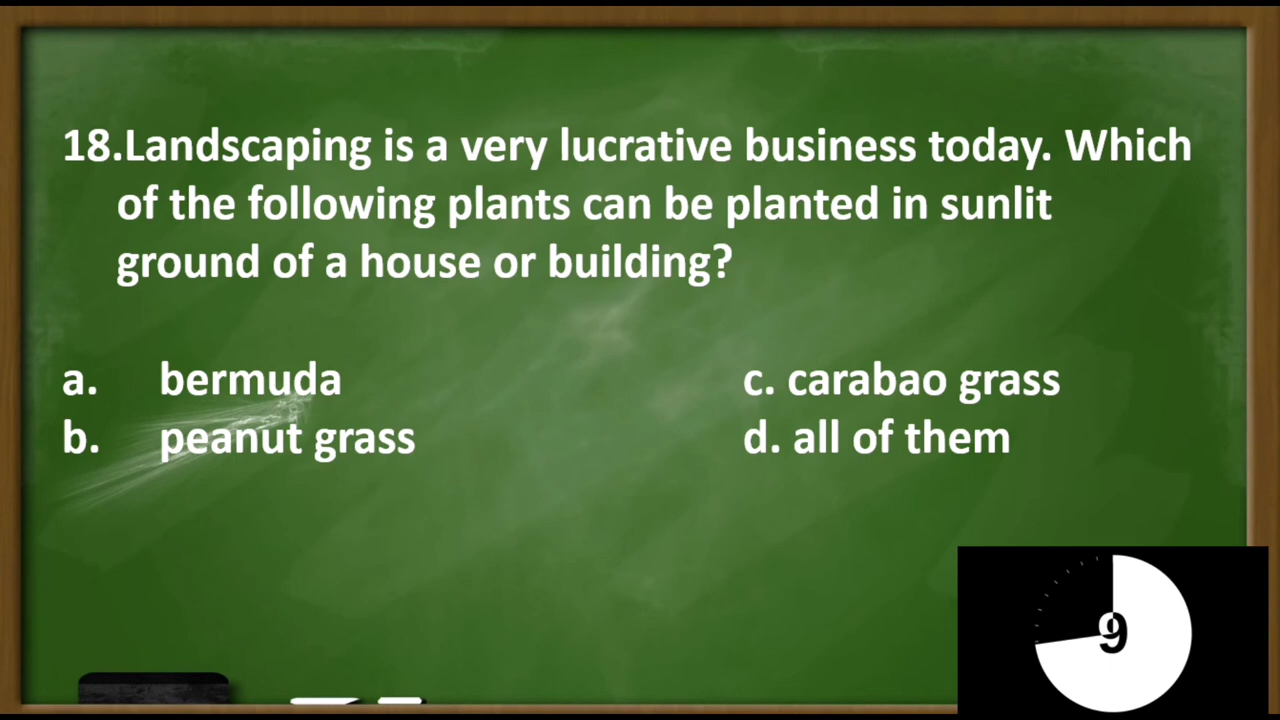 18.Landscaping is a very lucrative business today. Which
of the following plants can be planted in sunlit
ground of a house or building?
a. bermuda c. carabao grass
b. peanut grass d. all of them
9